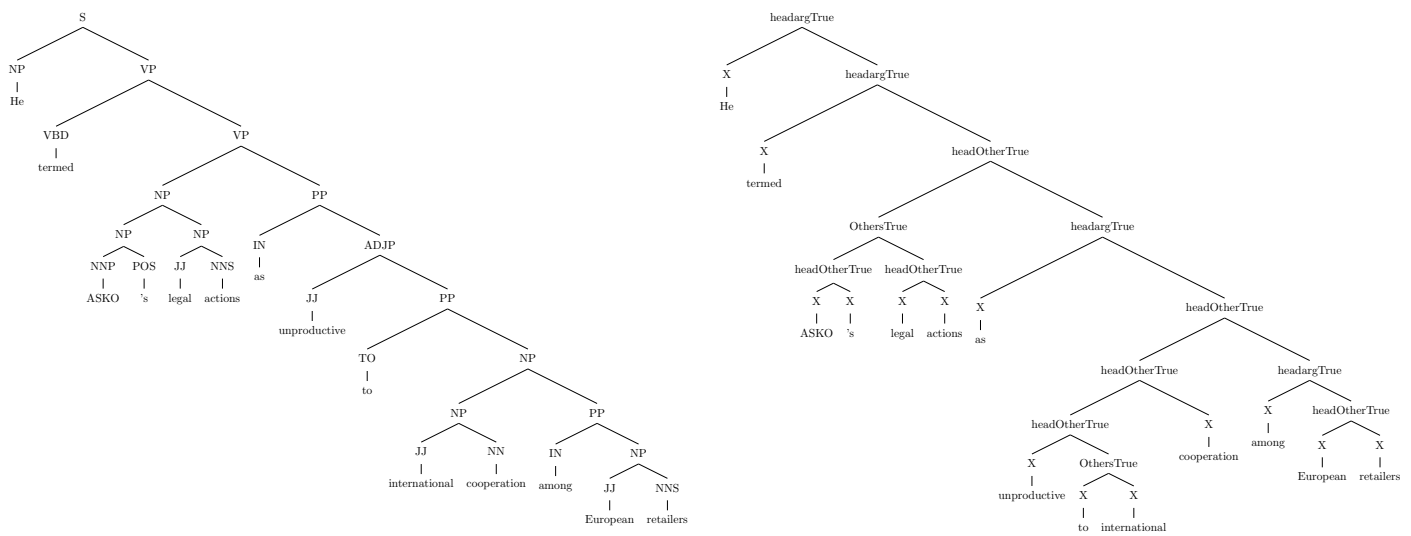 S
NP VP
He
VBD VP
termed
NP PP
NP NP IN ADJP
NNP POS JJ NNS as
ASKO 's legal actions JJ PP
unproductive
TO NP
to
NP PP
JJ NN IN NP
international cooperation among JJ NNS
European retailers
headargTrue
X headargTrue
He
X headOtherTrue
termed
OthersTrue headargTrue
headOtherTrue headOtherTrue
X X X X X headOtherTrue
ASKO 's legal actions as
headOtherTrue headargTrue
headOtherTrue X X headOtherTrue
cooperation among X X
X OthersTrue European retailers
unproductive X X
to international